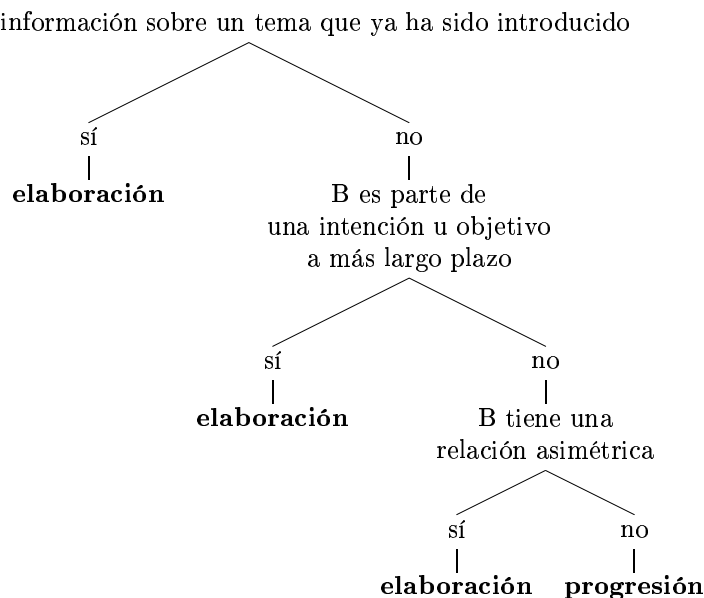 información sobre un tema que ya ha sido introducido
sí
no
elaboración
B es parte de
una intención u objetivo
a más largo plazo
sí
no
elaboración
B tiene una
relación asimétrica
sí
no
elaboración
progresión